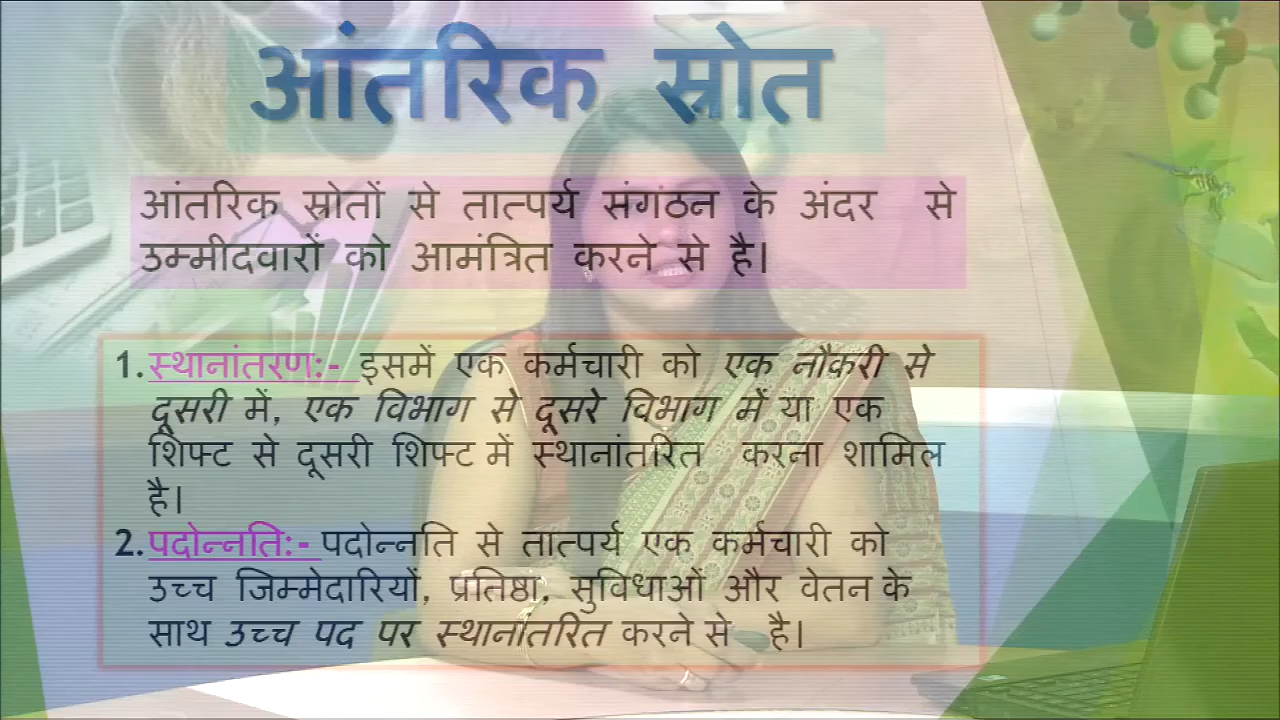 आंतरिक स्रोत
आंतरिक स्रोतों से तात्पर्य संगठन के अंदर से
उम्मीदवारों को आमंत्रित करने से है।
1. स्थानांतरण:- इसमें एक कर्मचारी को एक नौकरी से
दूसरी में, एक विभाग से दूसरे विभाग में या एक
शिफ्ट से दूसरी शिफ्ट में स्थानांतरित करना शामिल
है।
2. पदोन्नति:- पदोन्नति से तात्पर्य एक कर्मचारी को
उच्च जिम्मेदारियों, प्रतिष्ठा, सुविधाओं और वेतन के
साथ उच्च पद पर स्थानांतरित करने से है।